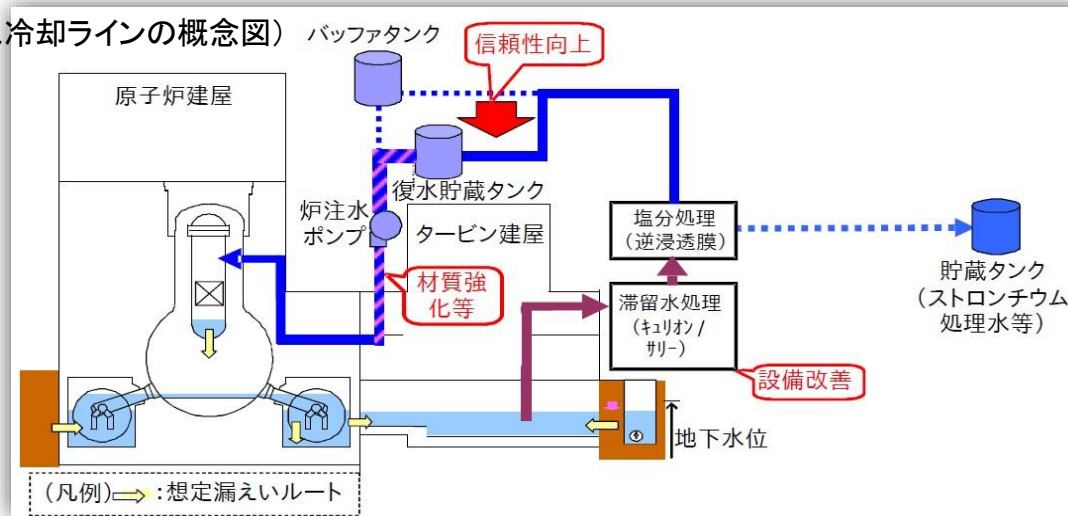 冷却ラインの概念図)
バッファタンク
信頼性向上
原子炉建屋
復水貯蔵タンク
炉注水
ポンプ
タービン建屋
塩分処理
(逆浸透膜)
貯蔵タンク
(ストロンチウム
処理水等)
材質強
化等
滞留水処理
(ｷｭﾘｵﾝ/
ｻﾘｰ)
設備改善
地下水位
(凡例) :想定漏えいルート